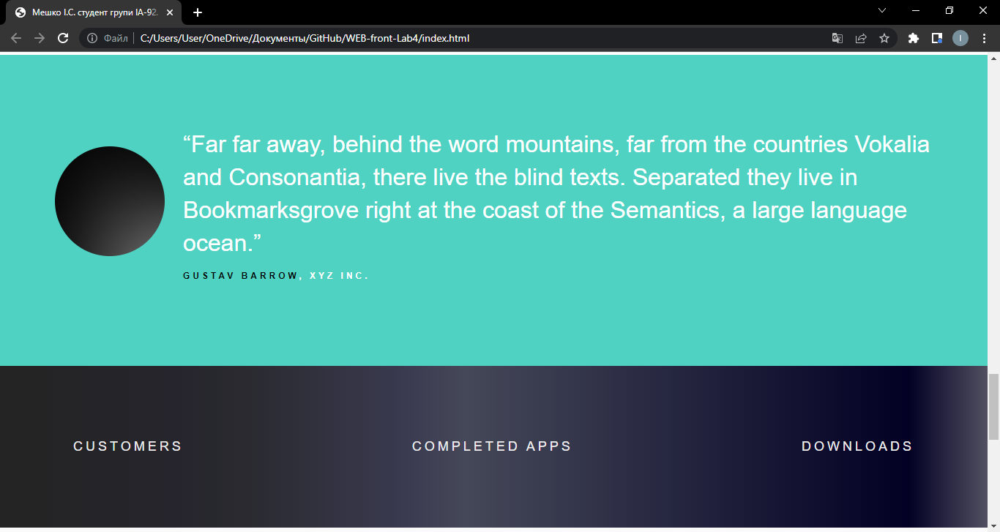 Мешко І.С. студент групи ІА-92.
Файл
C:/Users/User/OneDrive/Документы/GitHub/WEB-front-Lab4/index.html
I
“Far far away, behind the word mountains, far from the countries Vokalia
and Consonantia, there live the blind texts. Separated they live in
Bookmarksgrove right at the coast of the Semantics, a large language
ocean.”
GUSTAV BARROW, XYZ INC.
CUSTOMERS
COMPLETED APPS
DOWNLOADS